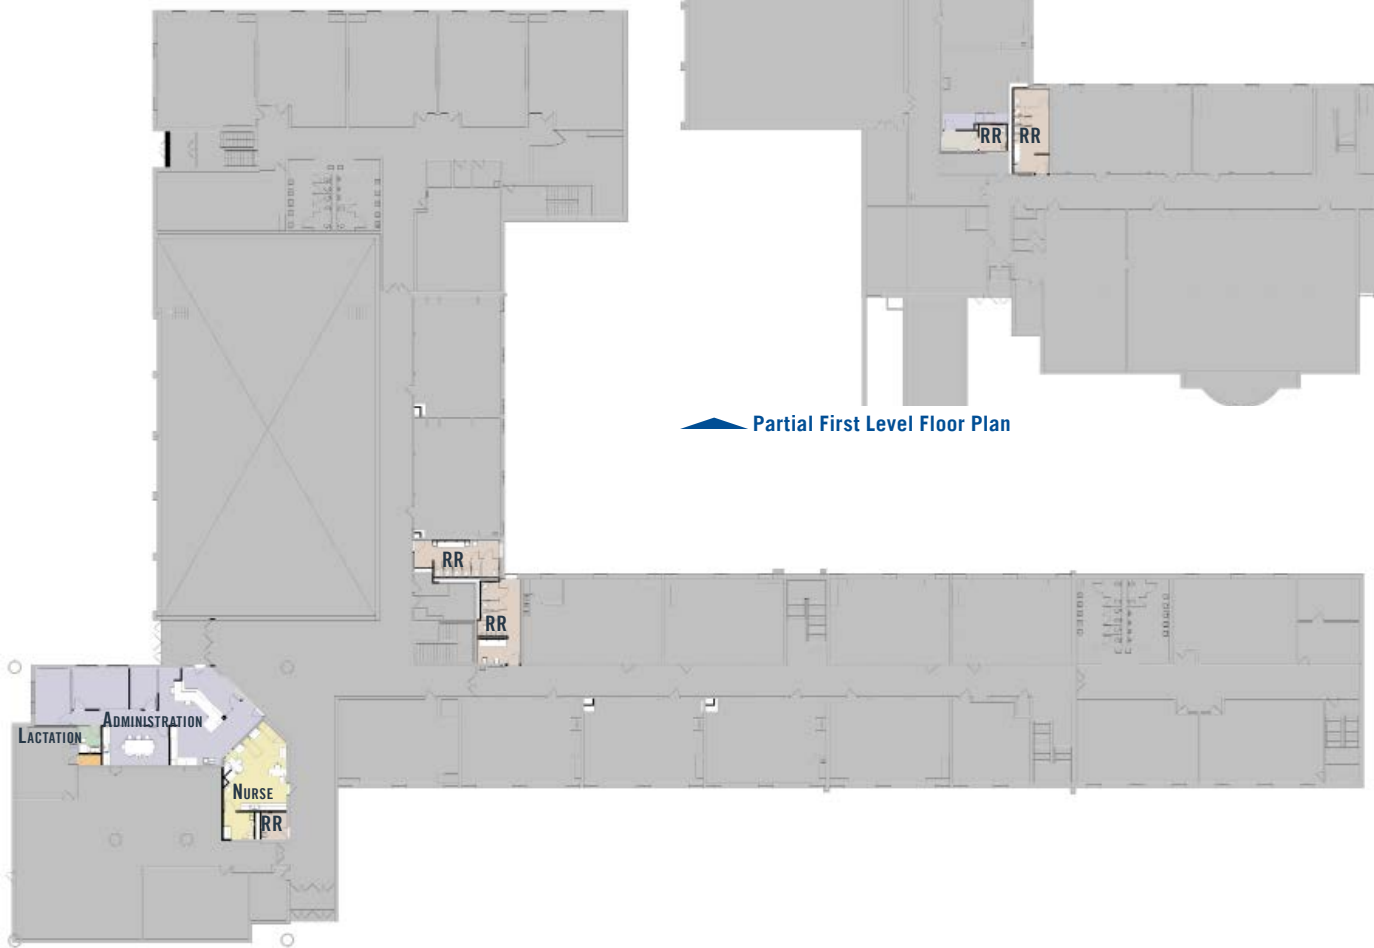 RR
RR
Partial First Level Floor Plan
RR
RR
Administration
Lactation
Nurse
RR